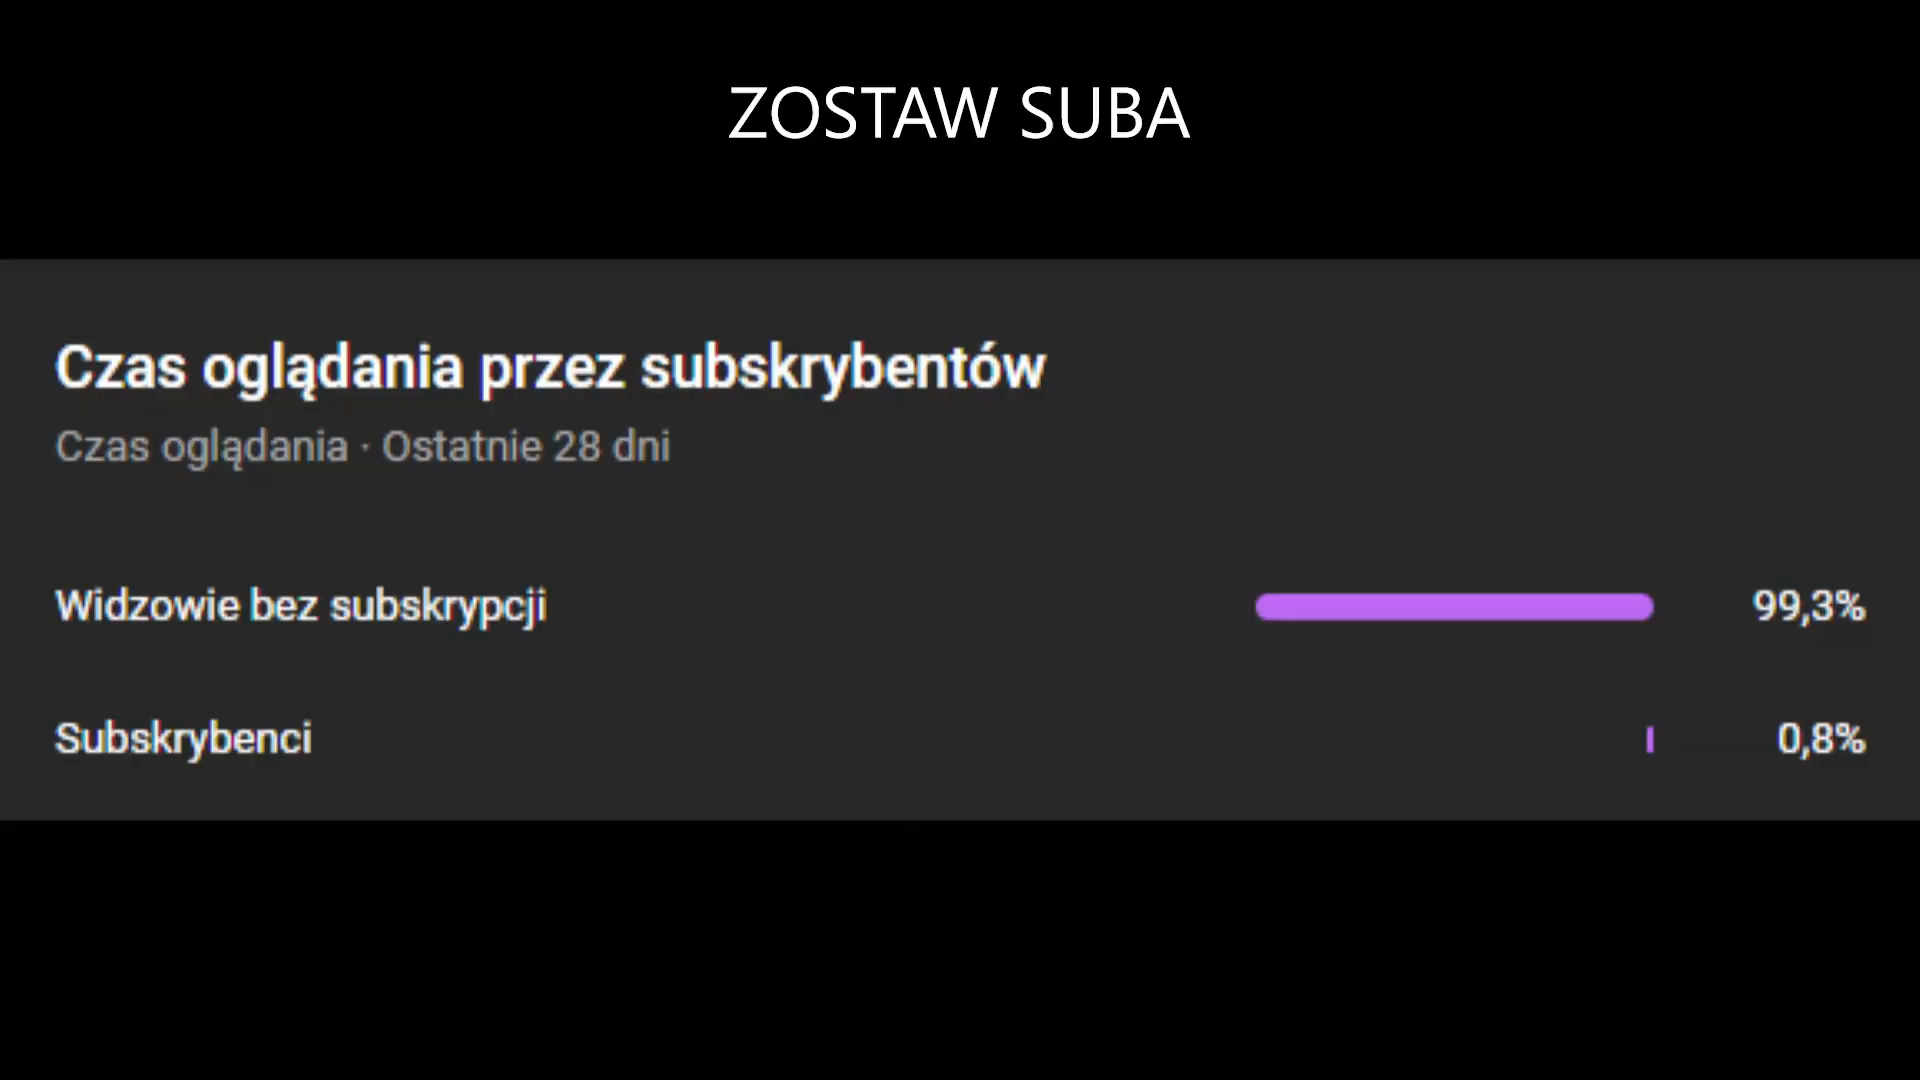 ZOSTAW SUBA
Czas oglądania przez subskrybentów
Czas oglądania · Ostatnie 28 dni
Widzowie bez subskrypcji 99,3%
Subskrybenci 0,8%